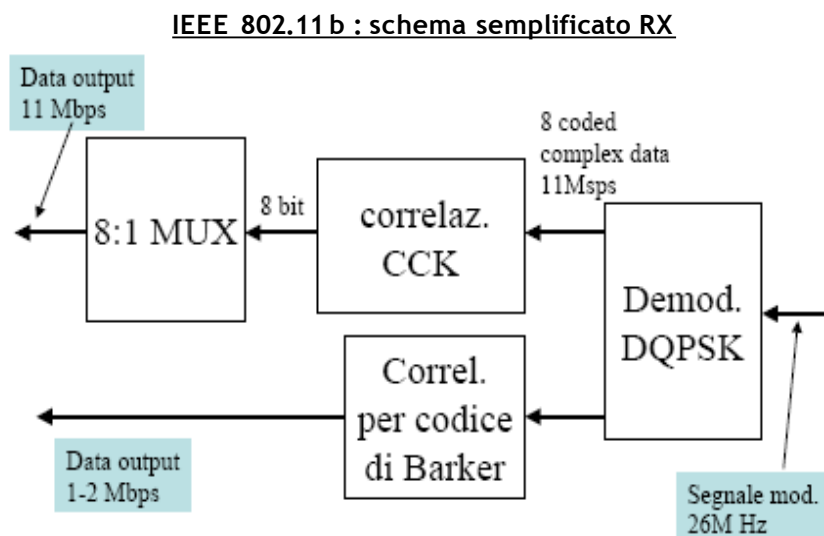 IEEE 802.11b : schema semplificato RX
Data output
11 Mbps
8:1 MUX
8 bit
correlaz.
CCK
8 coded
complex data
11Msps
Demod.
DQPSK
Correl.
per codice
di Barker
Data output
1-2 Mbps
Segnale mod.
26M Hz